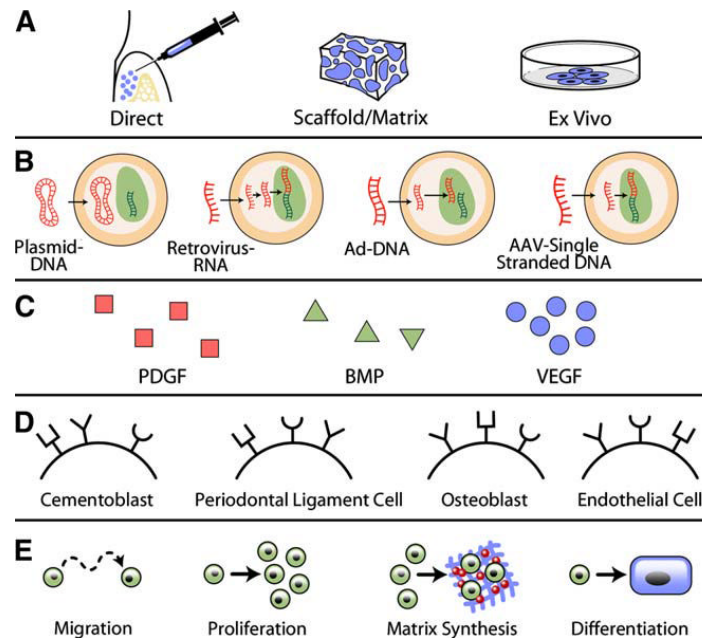 A
Direct
Scaffold/Matrix
Ex Vivo
B
Plasmid-
DNA
Retrovirus-
RNA
Ad-DNA
AAV-Single
Stranded DNA
C
PDGF
BMP
VEGF
D
Cementoblast
Periodontal Ligament Cell
Osteoblast
Endothelial Cell
E
Migration
Proliferation
Matrix Synthesis
Differentiation